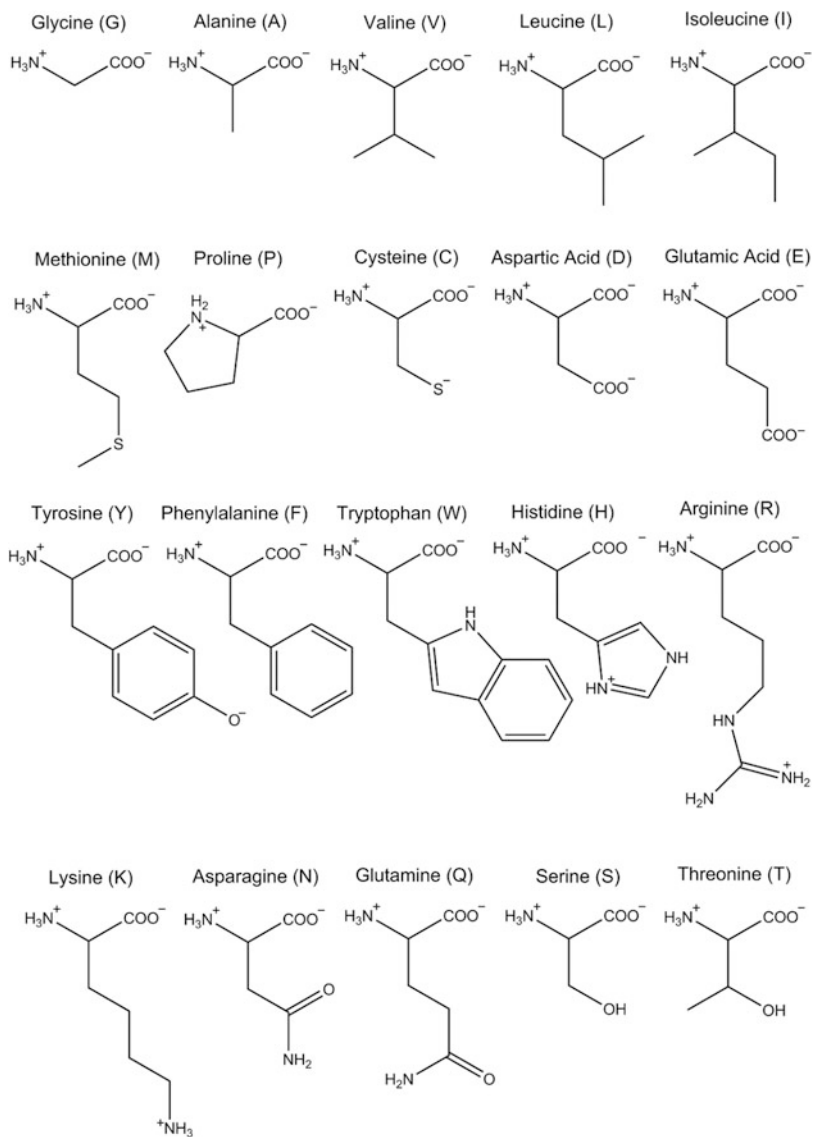 Glycine (G) Alanine (A) Valine (V) Leucine (L) Isoleucine (I)
H₃N⁺ COO⁻ H₃N⁺ COO⁻ H₃N⁺ COO⁻ H₃N⁺ COO⁻ H₃N⁺ COO⁻
Methionine (M) Proline (P) Cysteine (C) Aspartic Acid (D) Glutamic Acid (E)
H₃N⁺ COO⁻ H₂N⁺ COO⁻ H₃N⁺ COO⁻ H₃N⁺ COO⁻ H₃N⁺ COO⁻
S⁻ COO⁻
S COO⁻
Tyrosine (Y) Phenylalanine (F) Tryptophan (W) Histidine (H) Arginine (R)
H₃N⁺ COO⁻ H₃N⁺ COO⁻ H₃N⁺ COO⁻ H₃N⁺ COO⁻ H₃N⁺ COO⁻
HN
NH
HN⁺
O⁻ HN
H₂N NH₂⁺
Lysine (K) Asparagine (N) Glutamine (Q) Serine (S) Threonine (T)
H₃N⁺ COO⁻ H₃N⁺ COO⁻ H₃N⁺ COO⁻ H₃N⁺ COO⁻ H₃N⁺ COO⁻
O OH OH
NH₂ H₂N O
⁺NH₃